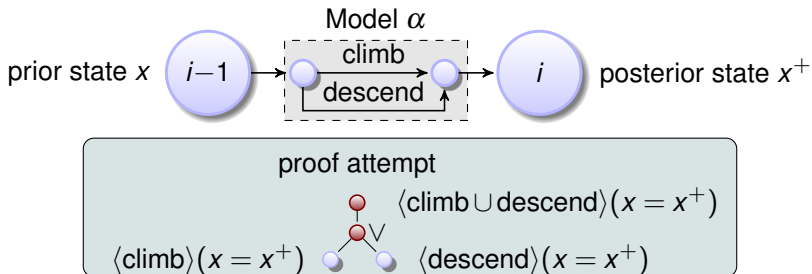 Model α
climb
prior state x i−1 i posterior state x⁺
descend
proof attempt
⟨climb ∪ descend⟩(x = x⁺)
∨
⟨climb⟩(x = x⁺) ⟨descend⟩(x = x⁺)